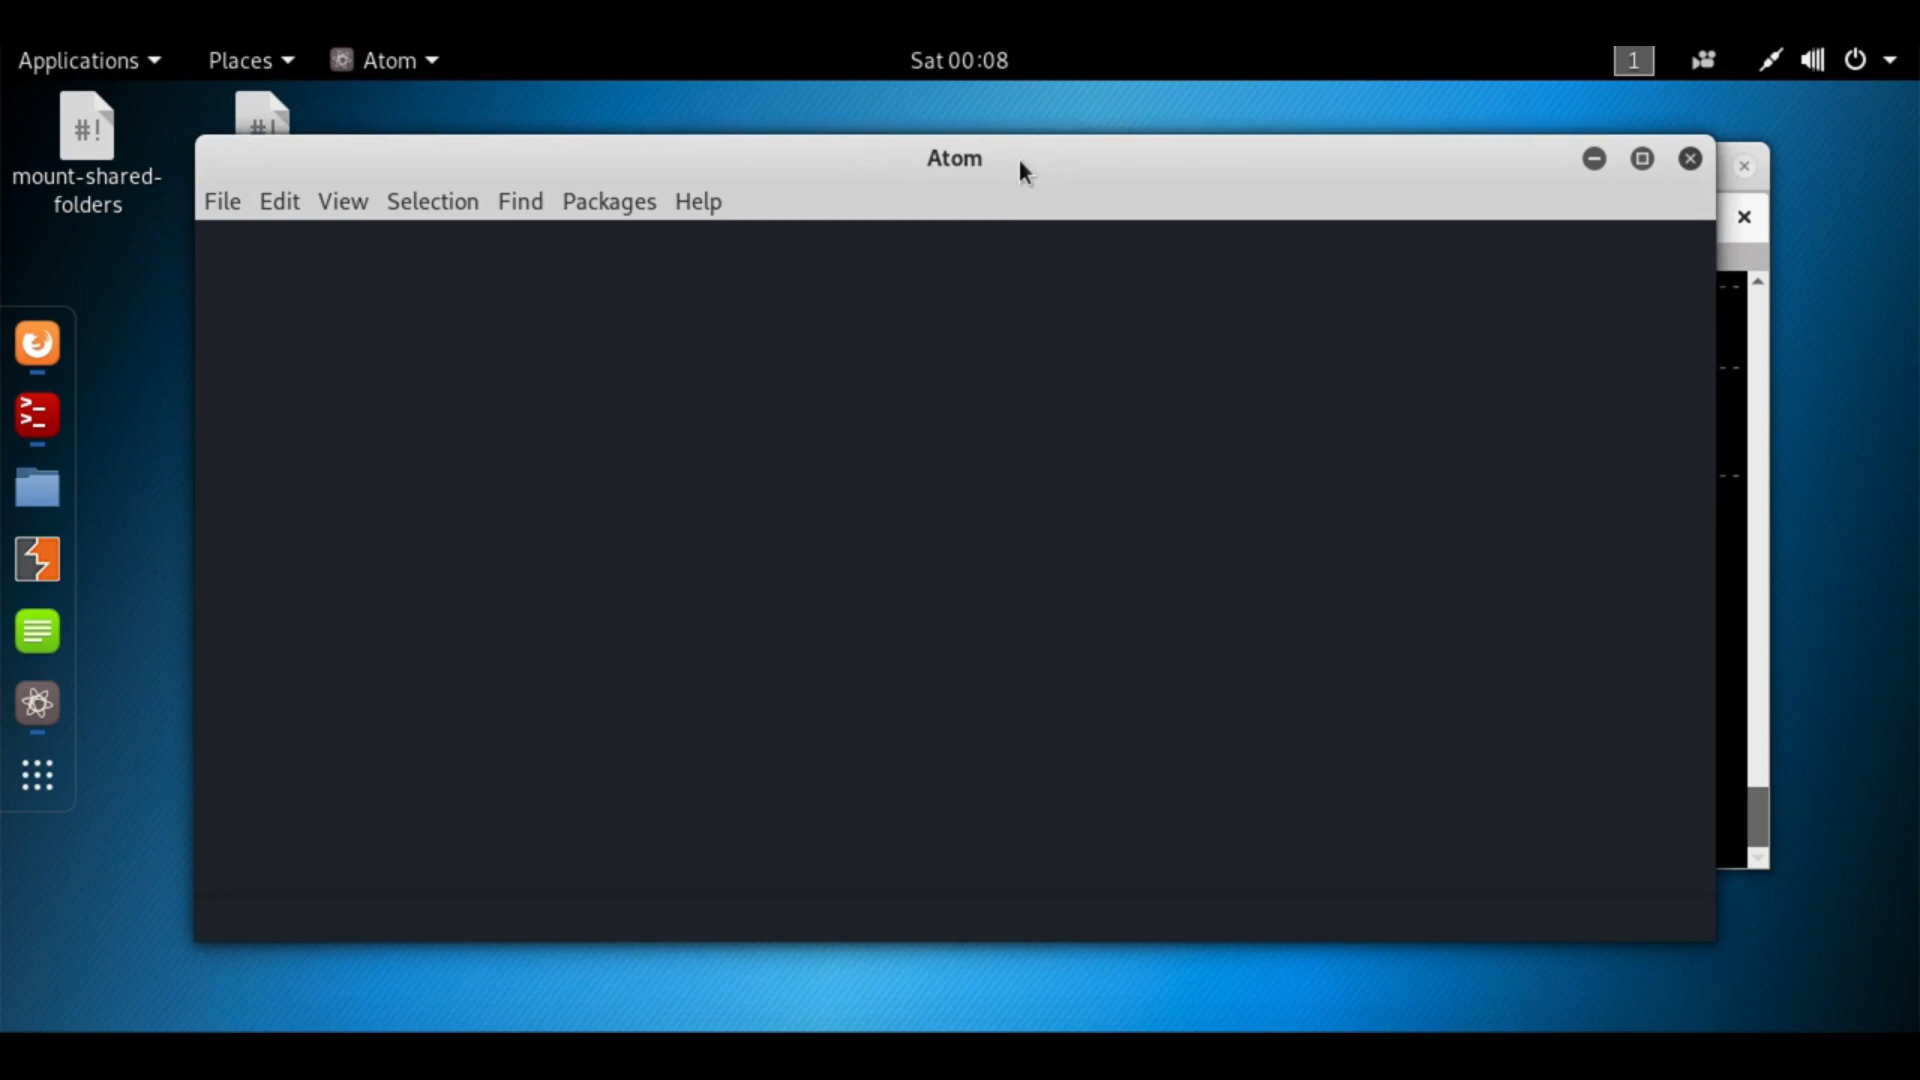 Applications Places Atom Sat 00:08 1
#! #!
mount-shared-
folders
Atom
File Edit View Selection Find Packages Help